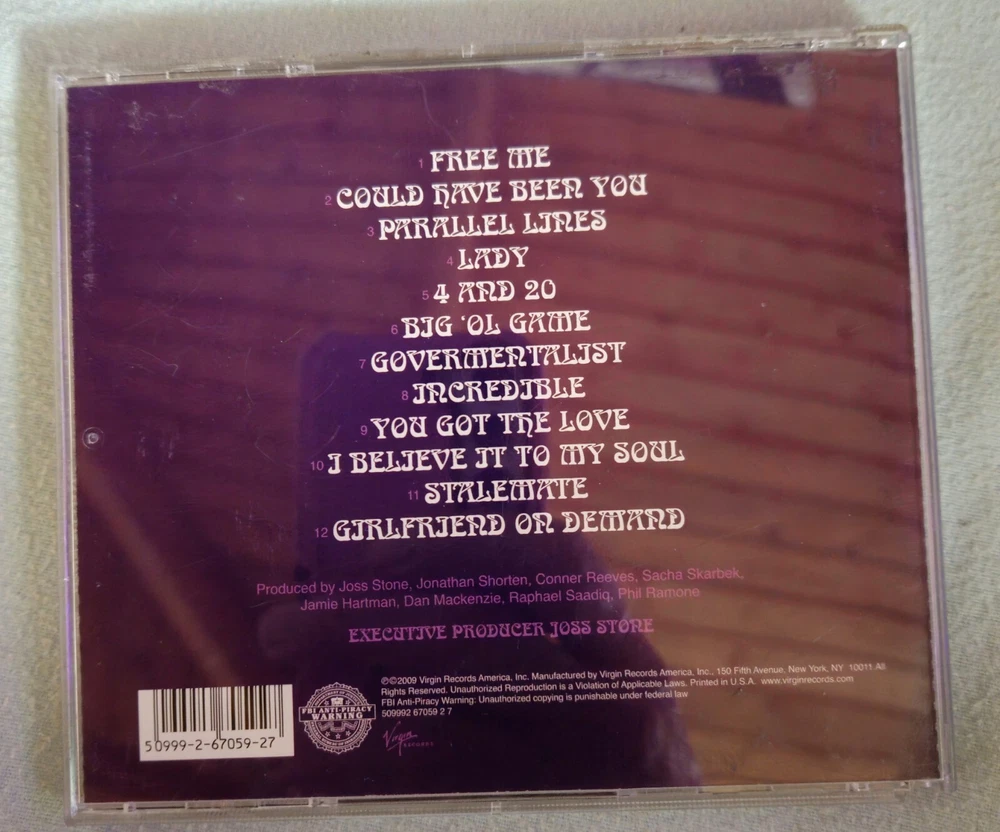 1 FREE ME
2 COULD HAVE BEEN YOU
3 PARALLEL LINES
4 LADY
5 4 AND 20
6 BIG 'OL GAME
7 GOVERMENTALIST
8 INCREDIBLE
9 YOU GOT THE LOVE
10 I BELIEVE IT TO MY SOUL
11 STALEMATE
12 GIRLFRIEND ON DEMAND
Produced by Joss Stone, Jonathan Shorten, Conner Reeves, Sacha Skarbek,
Jamie Hartman, Dan Mackenzie, Raphael Saadiq, Phil Ramone
EXECUTIVE PRODUCER JOSS STONE
℗©2009 Virgin Records America, Inc. Manufactured by Virgin Records America, Inc., 150 Fifth Avenue, New York, NY 10011 All
Rights Reserved. Unauthorized Reproduction is a Violation of Applicable Laws. Printed in U.S.A. www.virginrecords.com
FBI Anti-Piracy Warning: Unauthorized copying is punishable under federal law
509992 67059 2 7
5 0999-2-67059-27
FBI ANTI-PIRACY
WARNING
Virgin
RECORDS